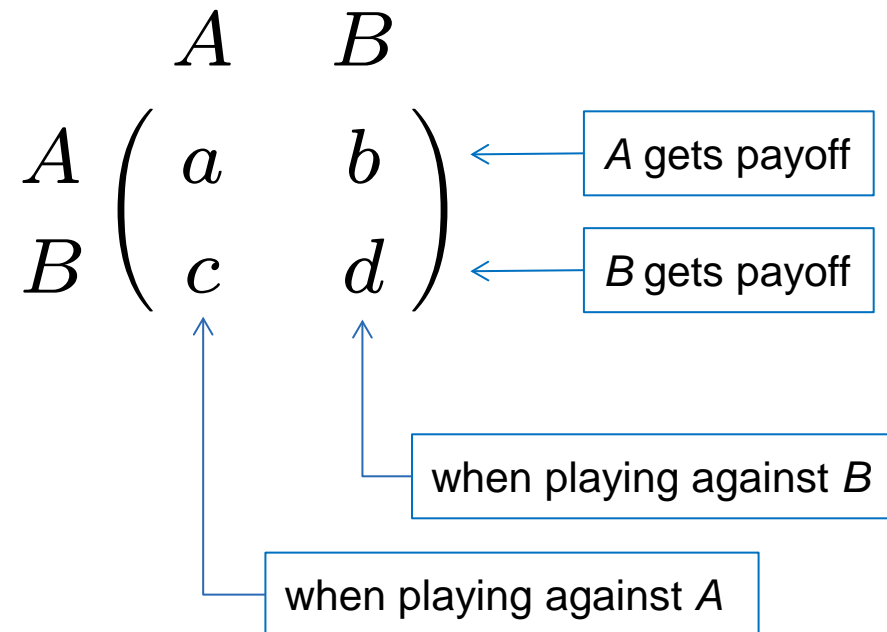 A B
A ( a b ) A gets payoff
B ( c d ) B gets payoff
when playing against B
when playing against A